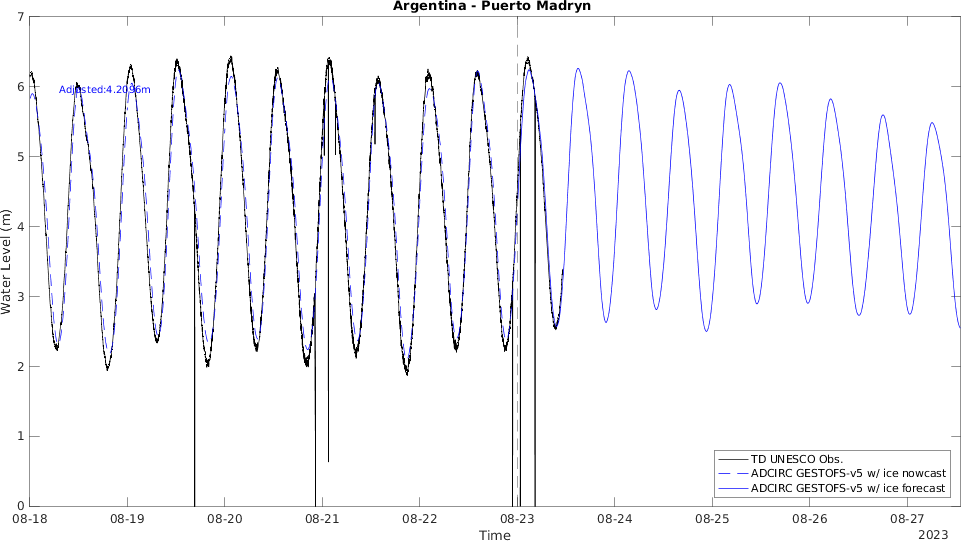 Argentina - Puerto Madryn
7
6
5
4
3
2
1
0
Water Level (m)
Adjusted:4.2096m
TD UNESCO Obs.
ADCIRC GESTOFS-v5 w/ ice nowcast
ADCIRC GESTOFS-v5 w/ ice forecast
08-18 08-19 08-20 08-21 08-22 08-23 08-24 08-25 08-26 08-27
Time
2023